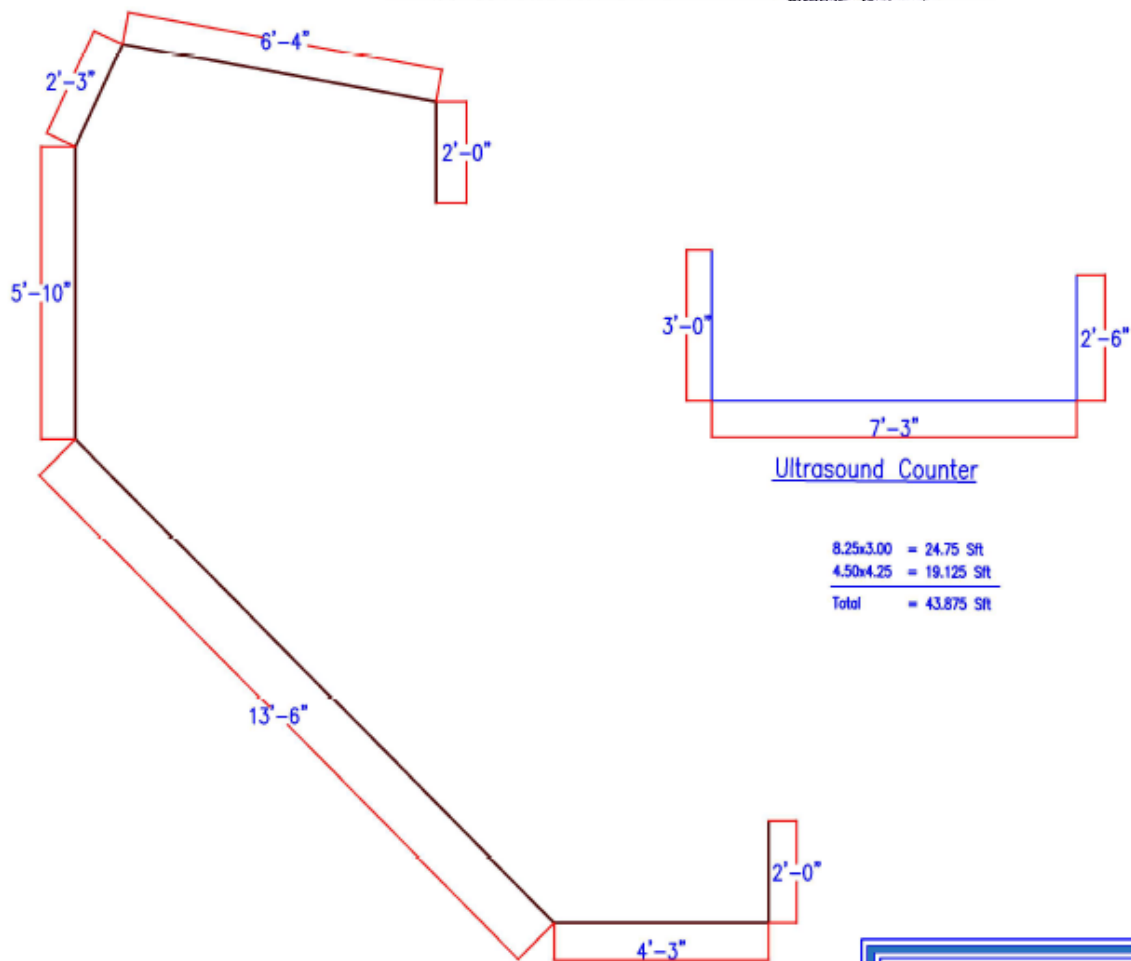 6'-4"
2'-3"
2'-0"
5'-10"
3'-0"
2'-6"
7'-3"
Ultrasound Counter
8.25x3.00 = 24.75 Sft
4.50x4.25 = 19.125 Sft
Total = 43.875 Sft
13'-6"
2'-0"
4'-3"